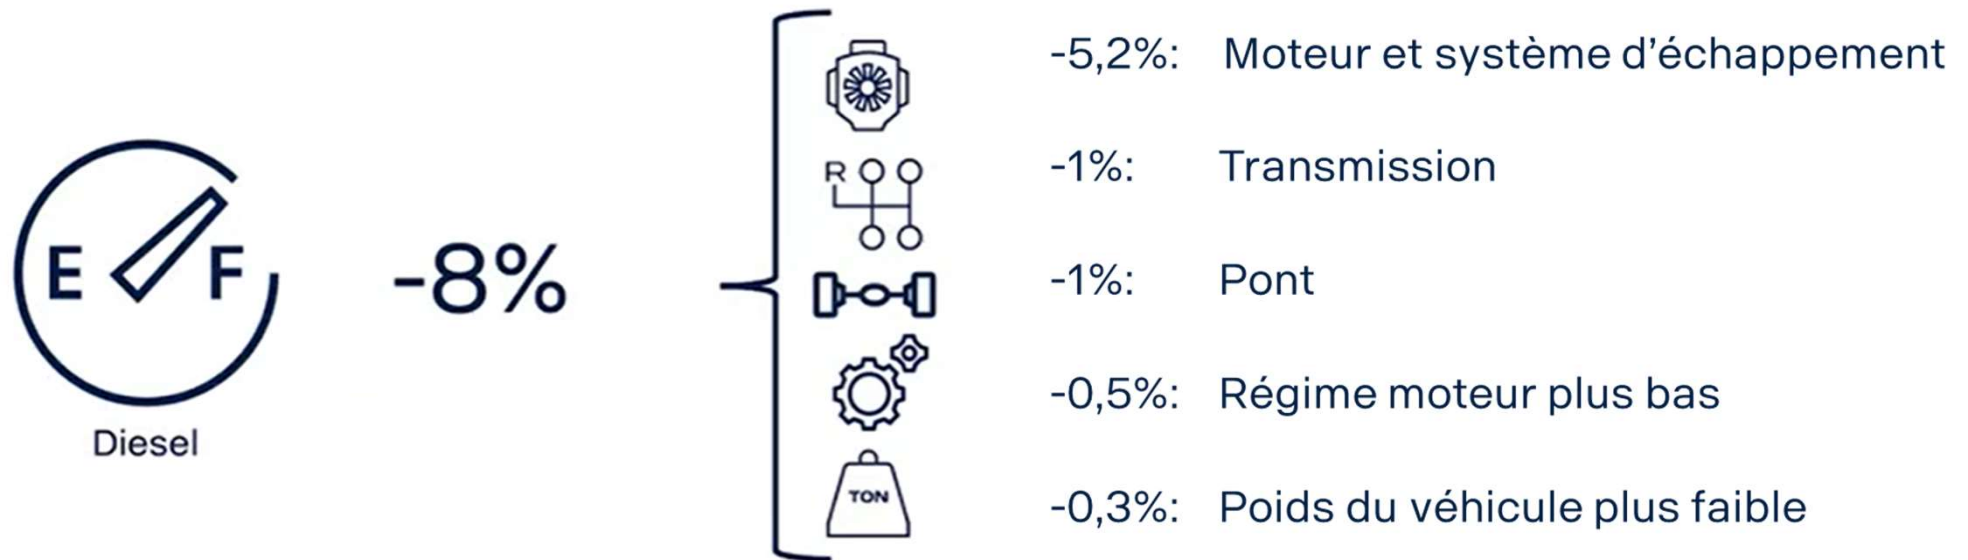 -5,2%: Moteur et système d'échappement
R
-1%: Transmission
E F
-8%
-1%: Pont
-0,5%: Régime moteur plus bas
Diesel
TON
-0,3%: Poids du véhicule plus faible